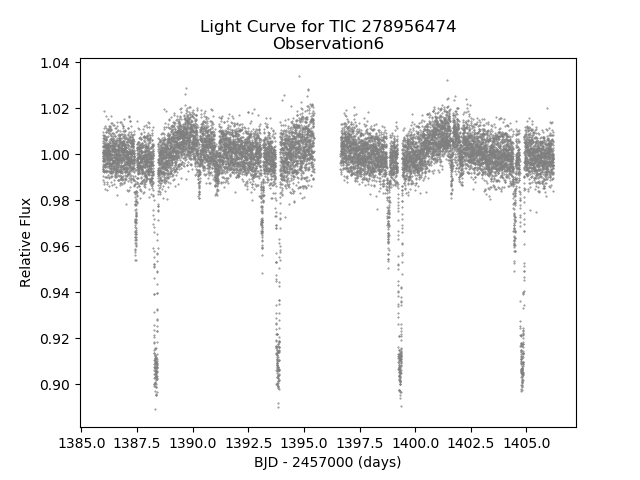 Light Curve for TIC 278956474
Observation6
1.04
1.02
1.00
0.98
0.96
0.94
0.92
0.90
Relative Flux
1385.0 1387.5 1390.0 1392.5 1395.0 1397.5 1400.0 1402.5 1405.0
BJD - 2457000 (days)